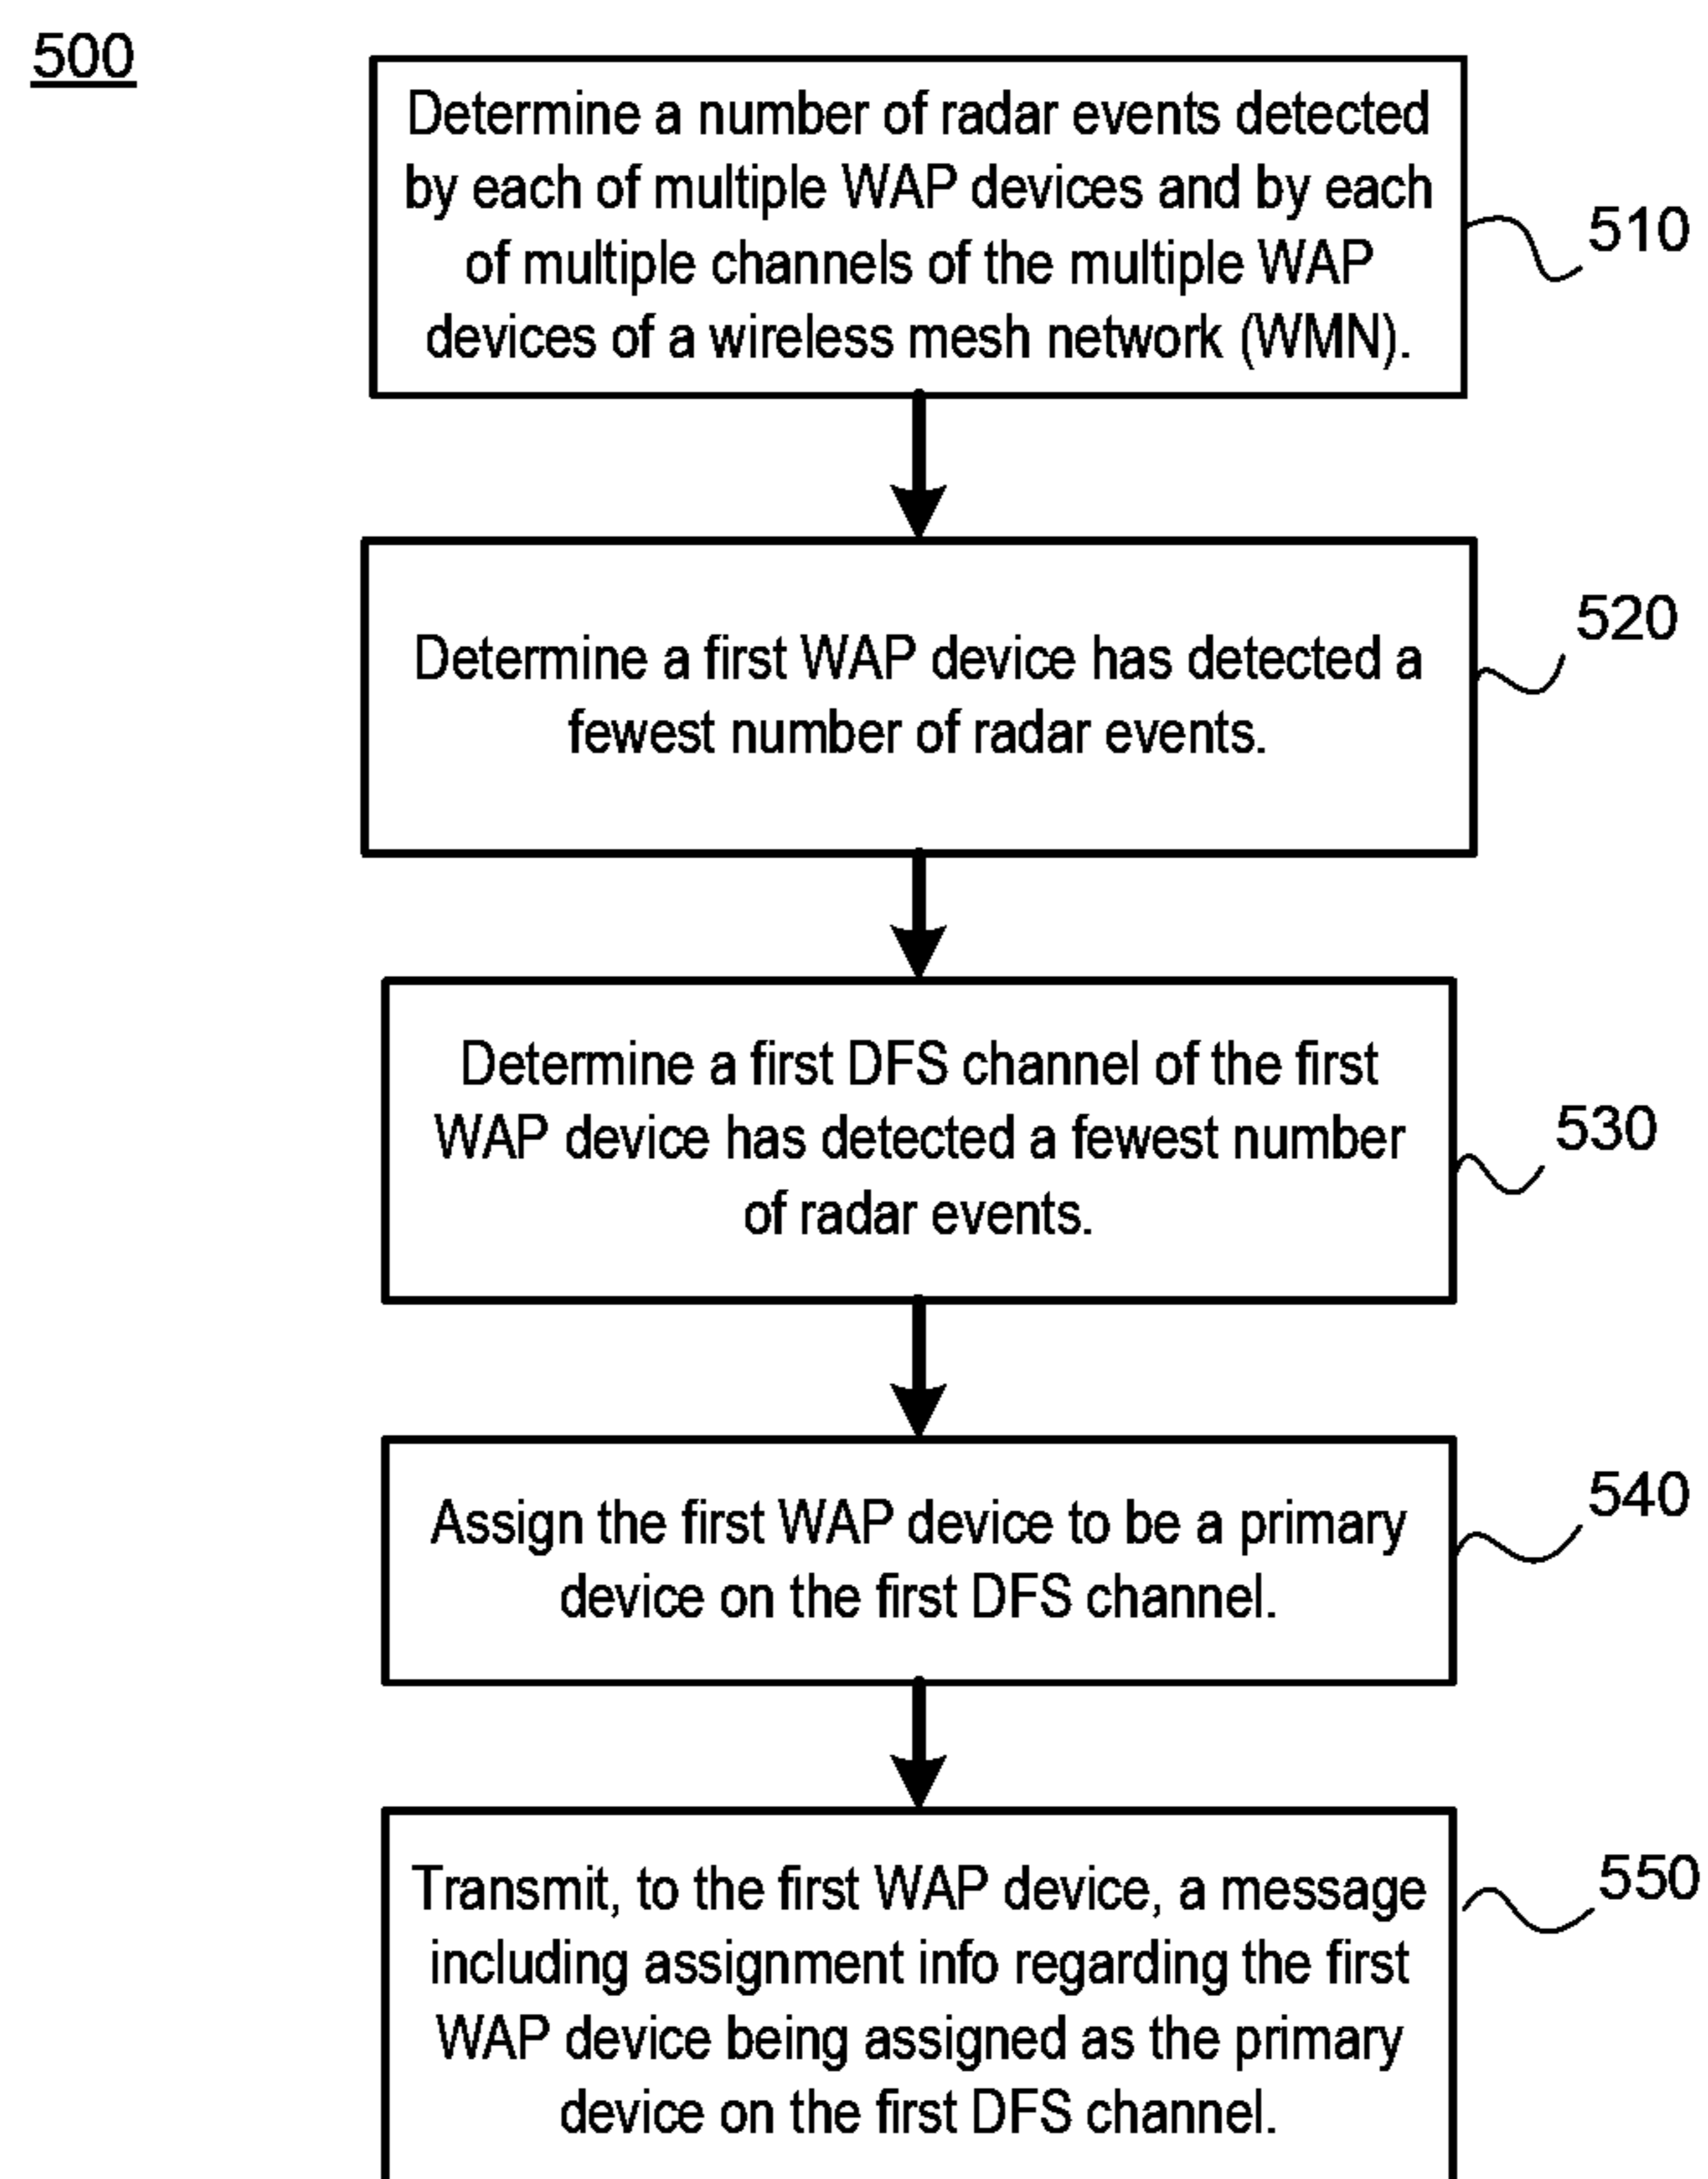 500
Determine a number of radar events detected
by each of multiple WAP devices and by each
of multiple channels of the multiple WAP
devices of a wireless mesh network (WMN).
510
Determine a first WAP device has detected a
fewest number of radar events.
520
Determine a first DFS channel of the first
WAP device has detected a fewest number
of radar events.
530
Assign the first WAP device to be a primary
device on the first DFS channel.
540
Transmit, to the first WAP device, a message
including assignment info regarding the first
WAP device being assigned as the primary
device on the first DFS channel.
550